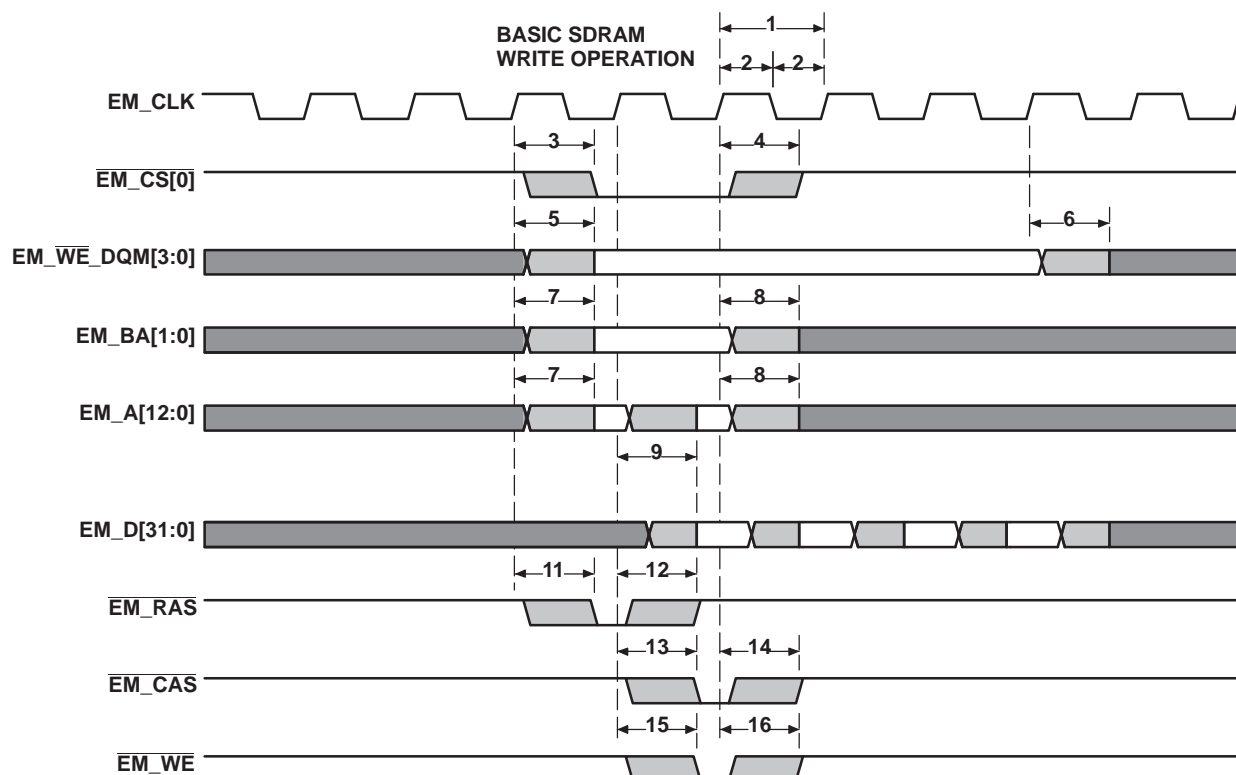 BASIC SDRAM
WRITE OPERATION
1
2 2
EM_CLK
3 4
EM_CS[0]
5 6
EM_WE_DQM[3:0]
7 8
EM_BA[1:0]
7 8
EM_A[12:0]
9
EM_D[31:0]
11 12
EM_RAS
13 14
EM_CAS
15 16
EM_WE